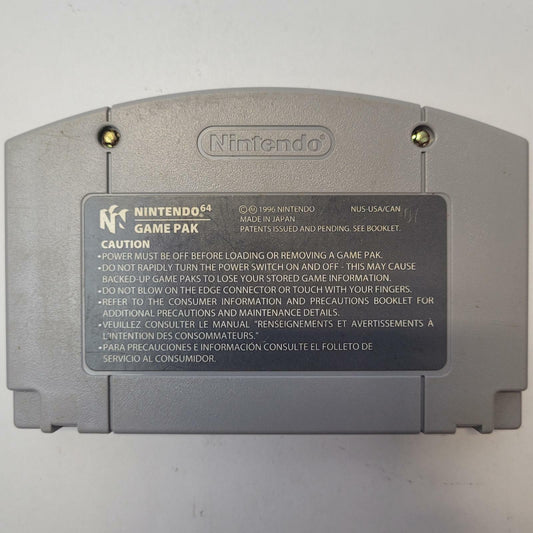 Nintendo®
NINTENDO64
GAME PAK
©Ⓜ 1996 NINTENDO NUS-USA/CAN
MADE IN JAPAN
PATENTS ISSUED AND PENDING. SEE BOOKLET.
CAUTION
•POWER MUST BE OFF BEFORE LOADING OR REMOVING A GAME PAK.
•DO NOT RAPIDLY TURN THE POWER SWITCH ON AND OFF - THIS MAY CAUSE
BACKED-UP GAME PAKS TO LOSE YOUR STORED GAME INFORMATION.
•DO NOT BLOW ON THE EDGE CONNECTOR OR TOUCH WITH YOUR FINGERS.
•REFER TO THE CONSUMER INFORMATION AND PRECAUTIONS BOOKLET FOR
ADDITIONAL PRECAUTIONS AND MAINTENANCE DETAILS.
•VEUILLEZ CONSULTER LE MANUAL "RENSEIGNEMENTS ET AVERTISSEMENTS À
L'INTENTION DES CONSOMMATEURS."
•PARA PRECAUCIONES E INFORMACIÓN CONSULTE EL FOLLETO DE
SERVICIO AL CONSUMIDOR.